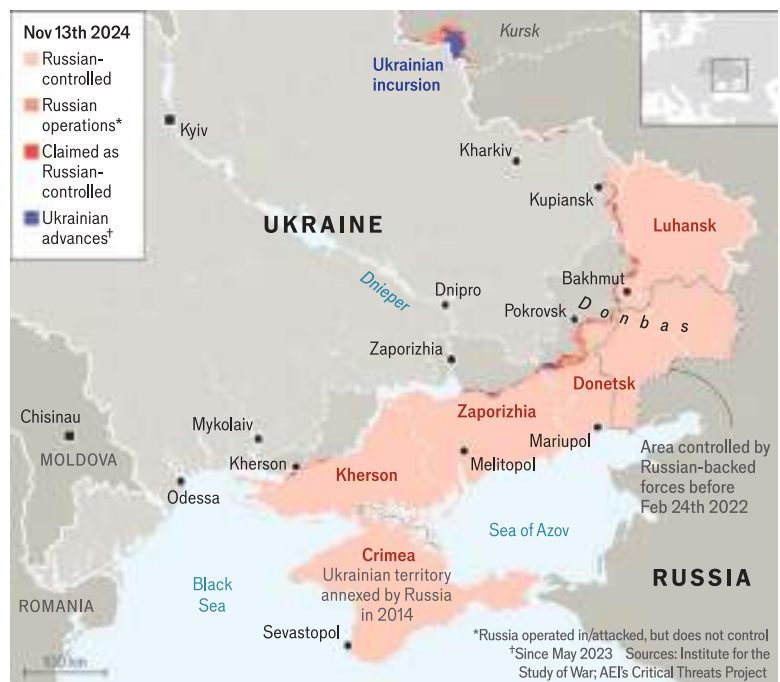 Nov 13th 2024
Russian-
controlled
Russian
operations*
Claimed as
Russian-
controlled
Ukrainian
advances†
Kursk
Ukrainian
incursion
Kyiv
Kharkiv
Kupiansk
UKRAINE
Luhansk
Dnieper
Dnipro
Bakhmut
Pokrovsk
Donbas
Zaporizhia
Donetsk
Zaporizhia
Chisinau
MOLDOVA
Mykolaiv
Kherson
Kherson
Melitopol
Mariupol
Area controlled by
Russian-backed
forces before
Feb 24th 2022
Odessa
Sea of Azov
Crimea
Ukrainian territory
annexed by Russia
in 2014
Black
Sea
RUSSIA
ROMANIA
Sevastopol
*Russia operated in/attacked, but does not control
†Since May 2023 Sources: Institute for the
Study of War; AEI's Critical Threats Project
100 km